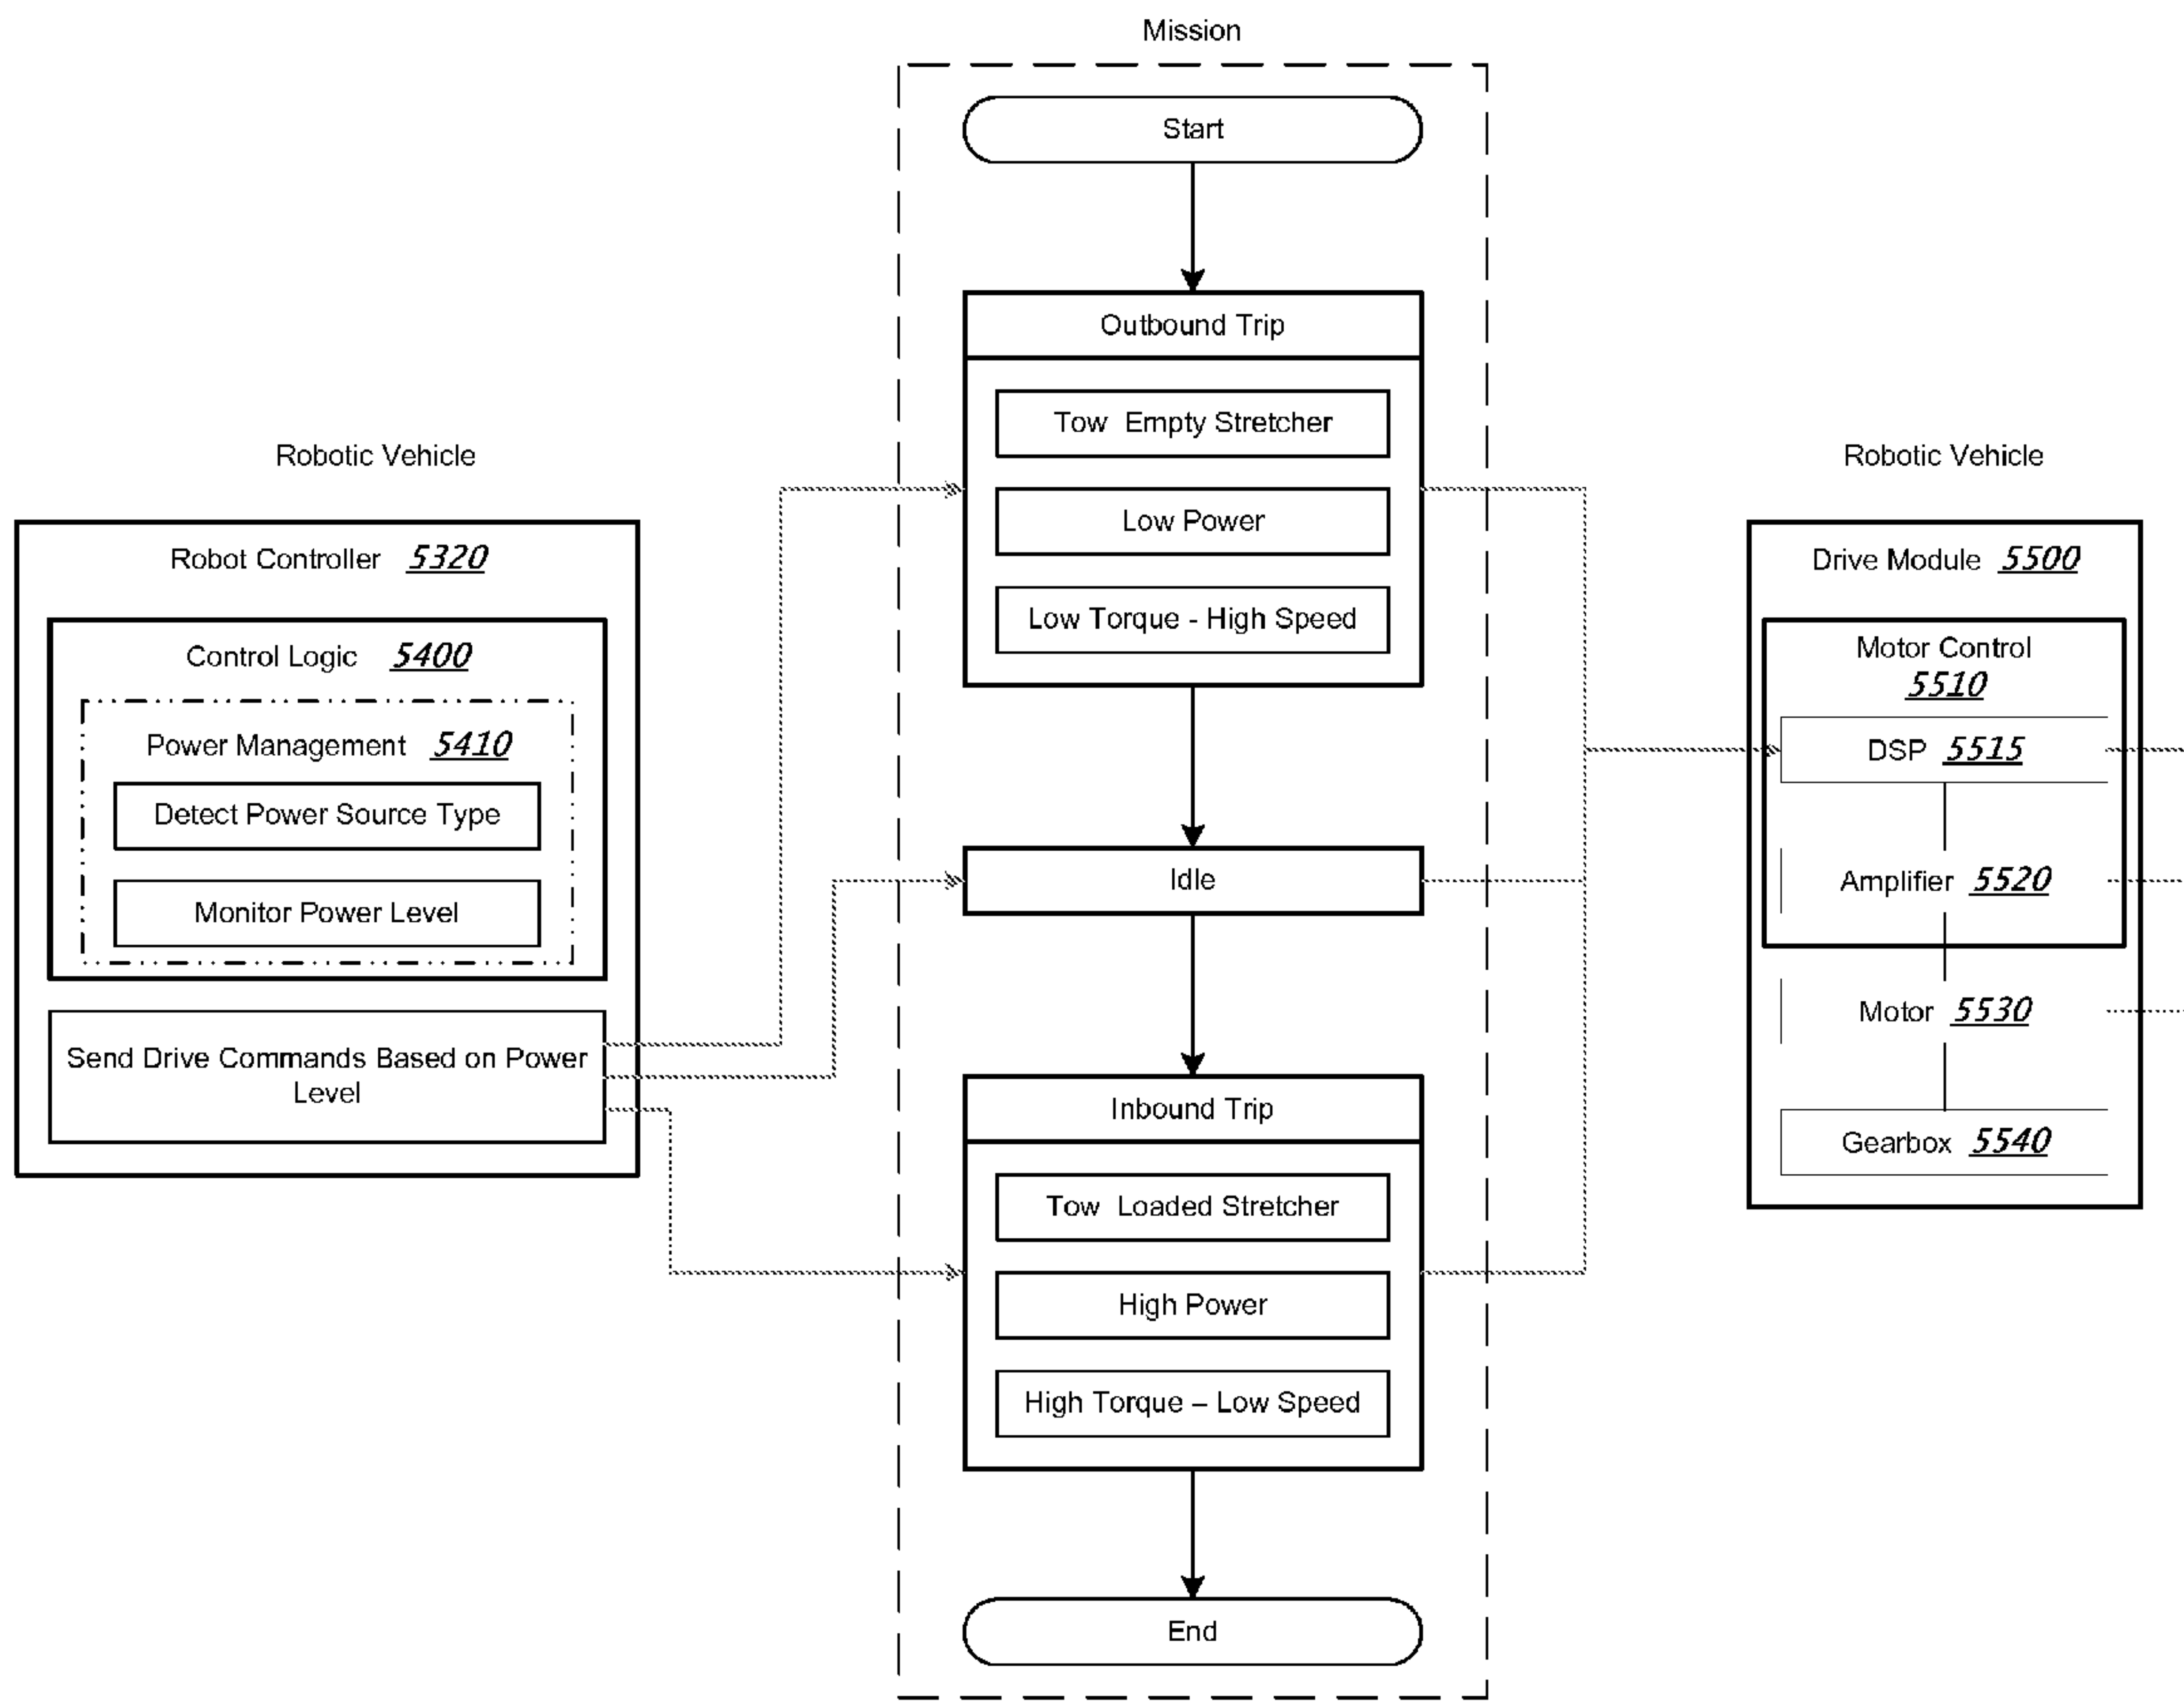 Mission
Start
Outbound Trip
Tow Empty Stretcher
Low Power
Low Torque - High Speed
Idle
Inbound Trip
Tow Loaded Stretcher
High Power
High Torque – Low Speed
End
Robotic Vehicle
Robot Controller 5320
Control Logic 5400
Power Management 5410
Detect Power Source Type
Monitor Power Level
Send Drive Commands Based on Power
Level
Robotic Vehicle
Drive Module 5500
Motor Control
5510
DSP 5515
Amplifier 5520
Motor 5530
Gearbox 5540